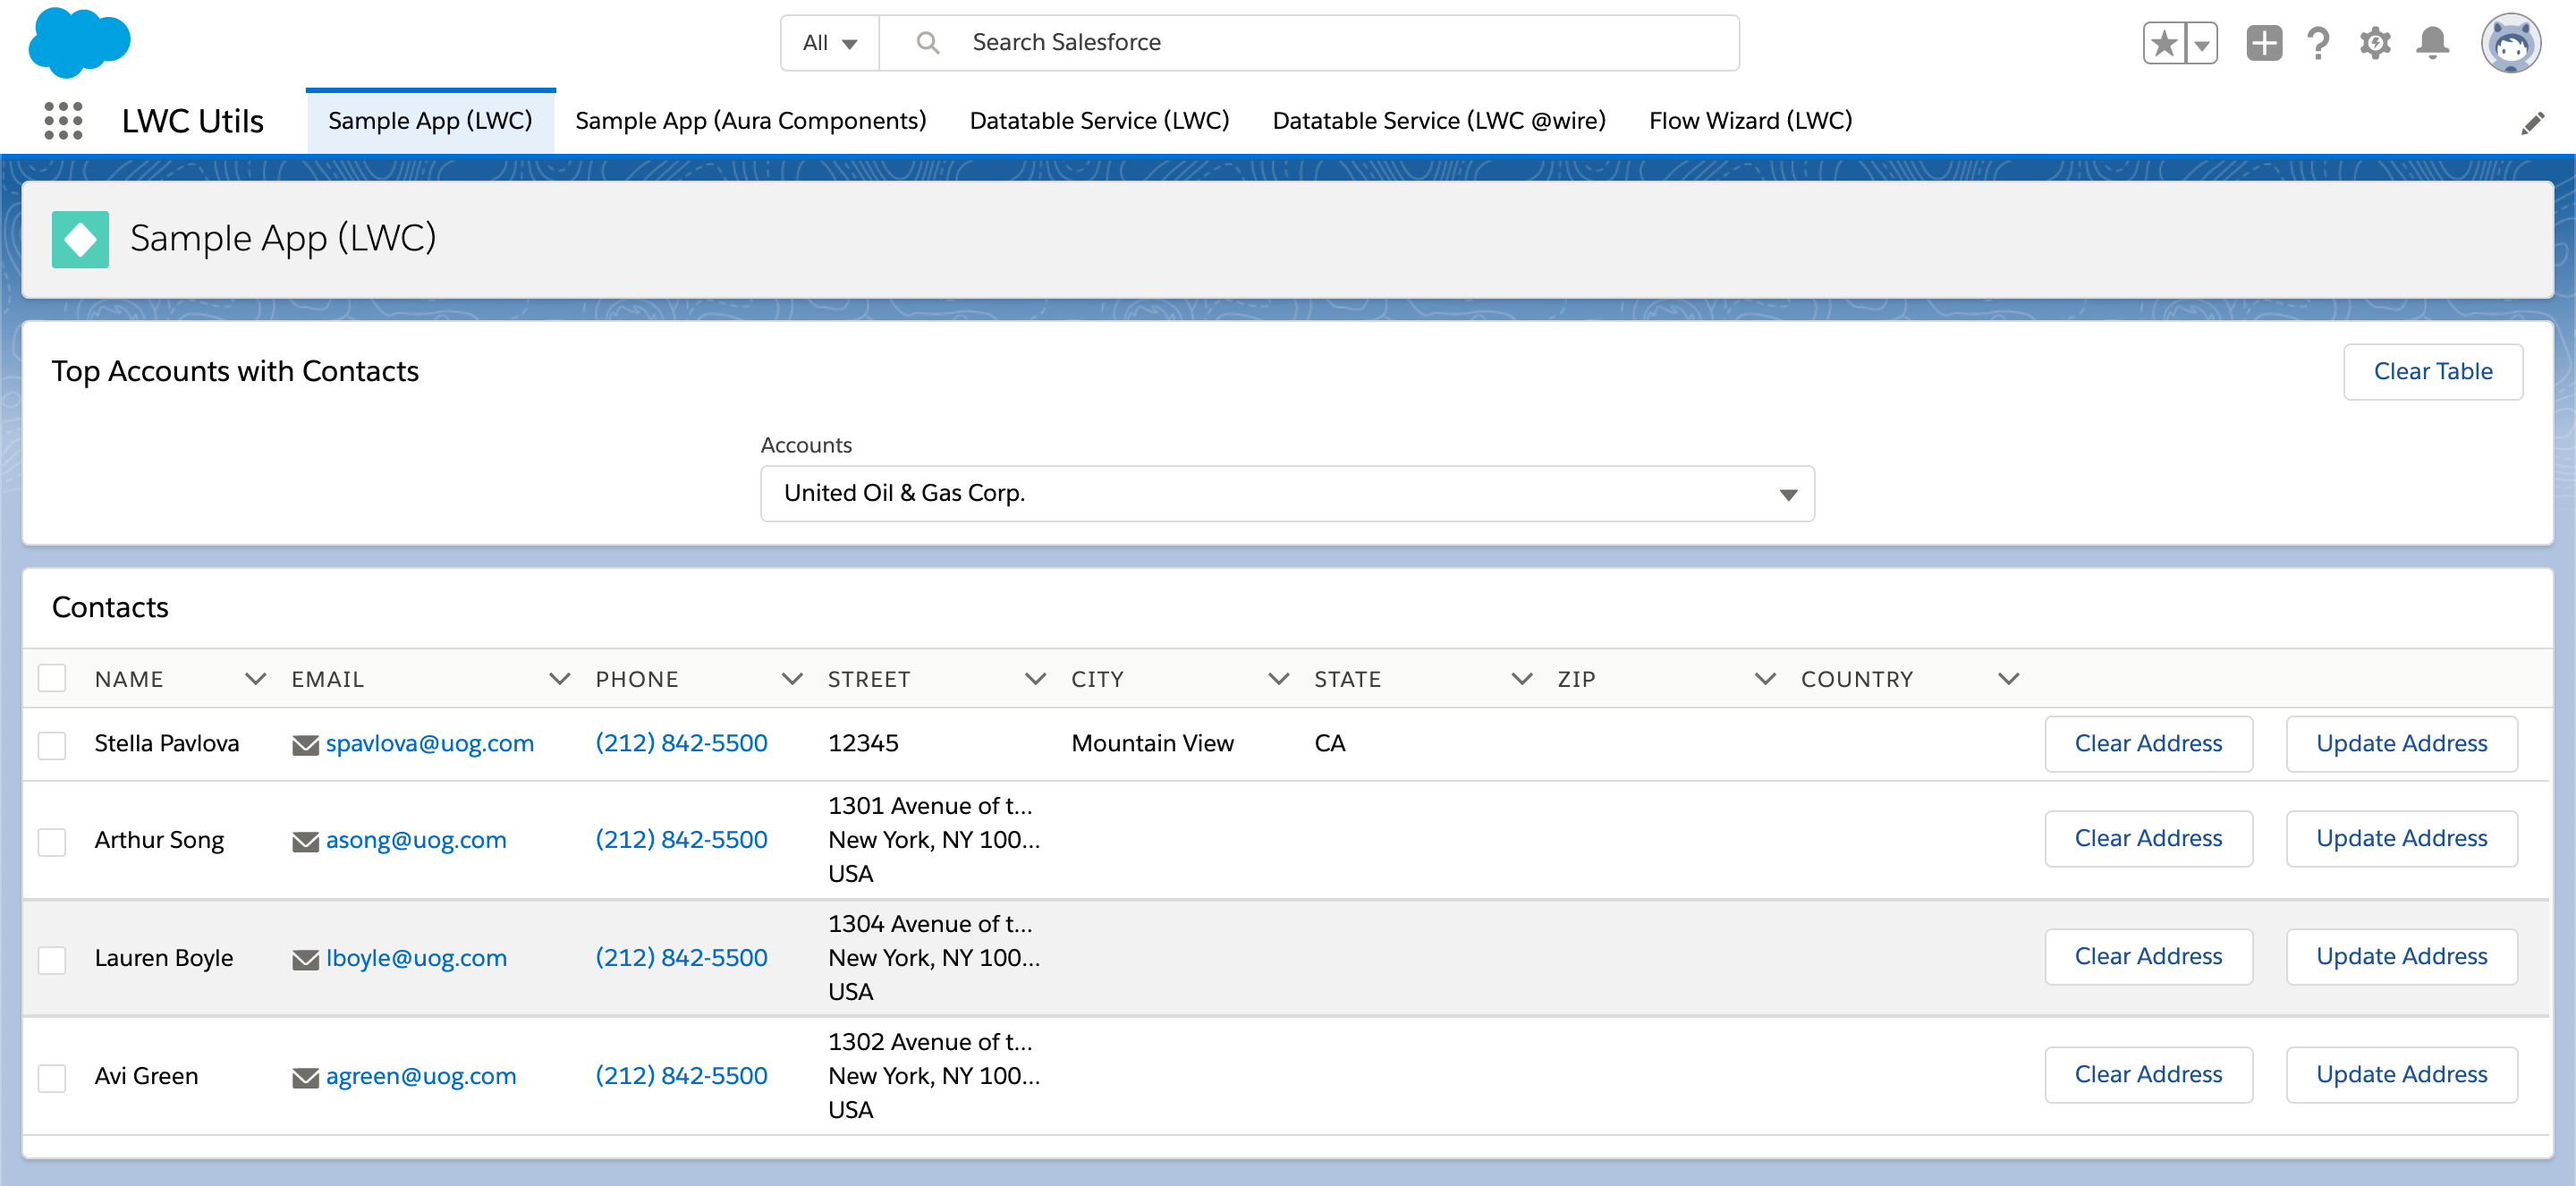 All
Search Salesforce
LWC Utils
Sample App (LWC)
Sample App (Aura Components)
Datatable Service (LWC)
Datatable Service (LWC @wire)
Flow Wizard (LWC)
Sample App (LWC)
Top Accounts with Contacts
Clear Table
Accounts
United Oil & Gas Corp.
Contacts
NAME EMAIL PHONE STREET CITY STATE ZIP COUNTRY
Stella Pavlova spavlova@uog.com (212) 842-5500 12345 Mountain View CA Clear Address Update Address
1301 Avenue of t...
Arthur Song asong@uog.com (212) 842-5500 New York, NY 100... Clear Address Update Address
USA
1304 Avenue of t...
Lauren Boyle lboyle@uog.com (212) 842-5500 New York, NY 100... Clear Address Update Address
USA
1302 Avenue of t...
Avi Green agreen@uog.com (212) 842-5500 New York, NY 100... Clear Address Update Address
USA